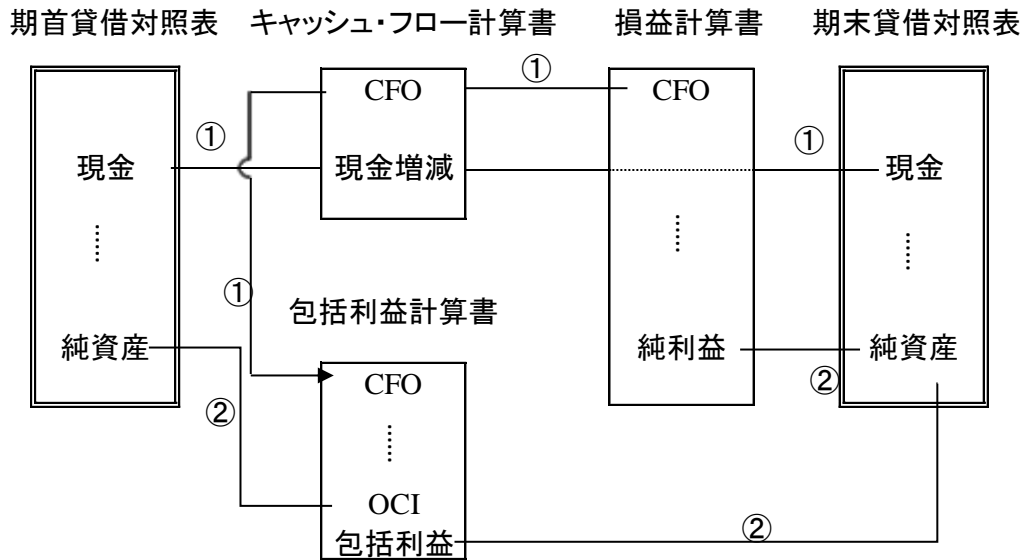 期首貸借対照表 キャッシュ・フロー計算書 損益計算書 期末貸借対照表
① CFO ① CFO ①
現金 現金増減 現金
⋮ ⋮ ⋮
① 包括利益計算書
純資産 純利益 純資産
② CFO ②
⋮
OCI
包括利益 ②